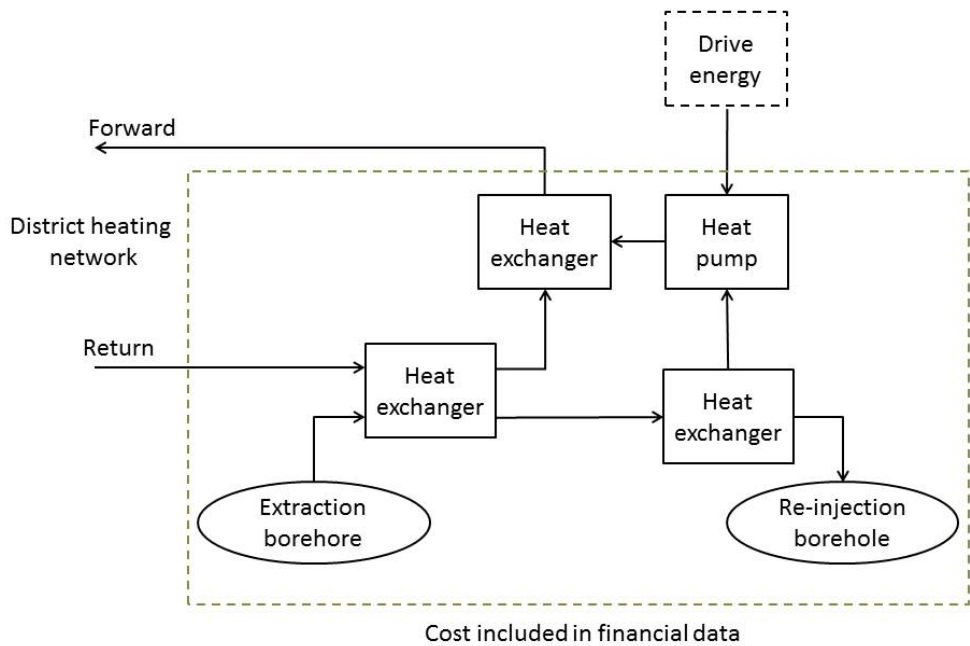 Drive
energy
Forward
District heating
network
Heat
exchanger
Heat
pump
Return
Heat
exchanger
Heat
exchanger
Extraction
borehore
Re-injection
borehole
Cost included in financial data